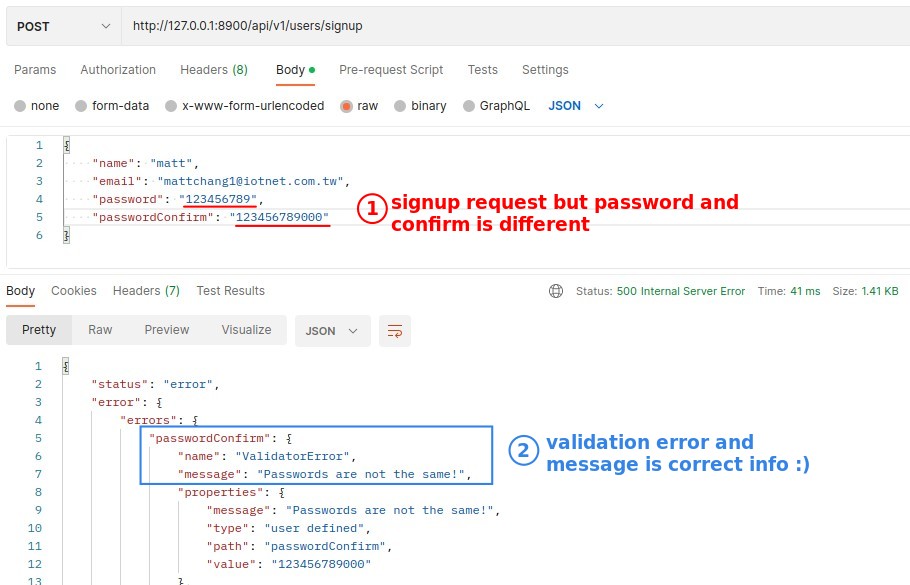 POST http://127.0.0.1:8900/api/v1/users/signup
Params Authorization Headers (8) Body Pre-request Script Tests Settings
none form-data x-www-form-urlencoded raw binary GraphQL JSON
1 {
2 "name": "matt",
3 "email": "mattchang1@iotnet.com.tw",
4 "password": "123456789",
5 "passwordConfirm": "123456789000"
6 }
1 signup request but password and
confirm is different
Body Cookies Headers (7) Test Results Status: 500 Internal Server Error Time: 41 ms Size: 1.41 KB
Pretty Raw Preview Visualize JSON
1 {
2 "status": "error",
3 "error": {
4 "errors": {
5 "passwordConfirm": {
6 "name": "ValidatorError",
7 "message": "Passwords are not the same!",
8 "properties": {
9 "message": "Passwords are not the same!",
10 "type": "user defined",
11 "path": "passwordConfirm",
12 "value": "123456789000"
13 },
2 validation error and
message is correct info :)